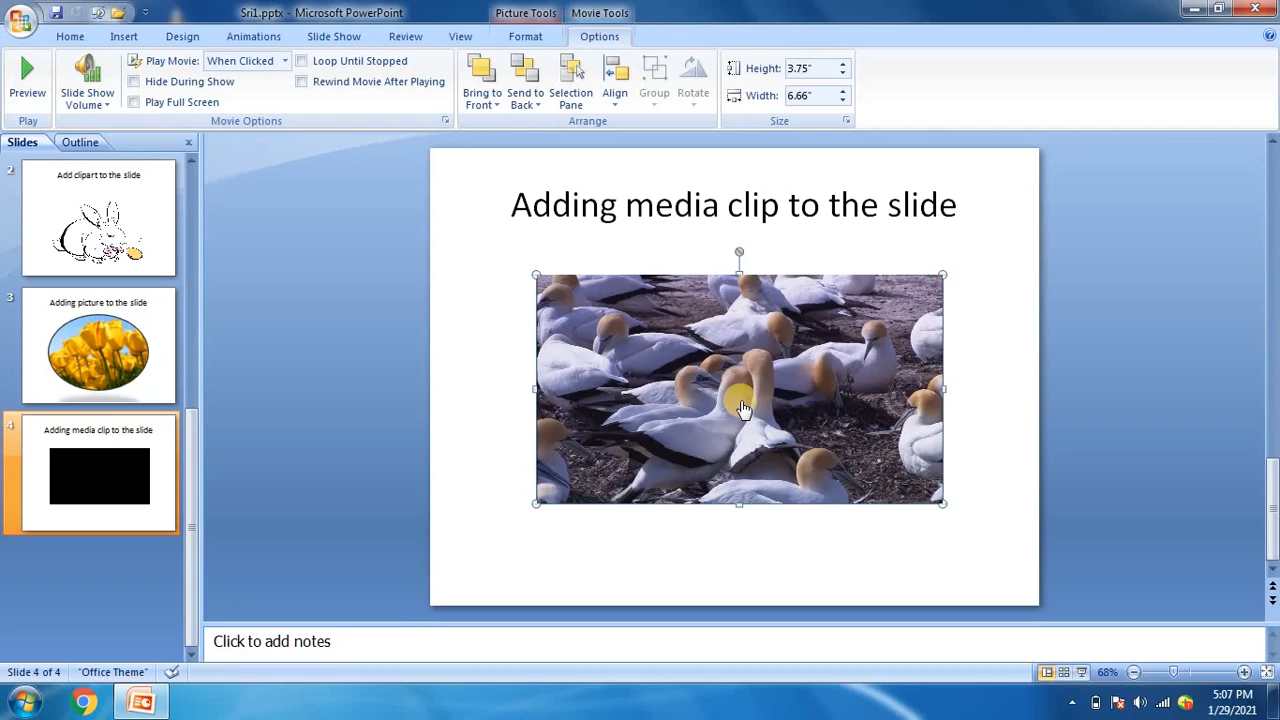 Sri1.pptx - Microsoft PowerPoint
Picture Tools
Movie Tools
Home
Insert
Design
Animations
Slide Show
Review
View
Format
Options
Preview
Play
Slide Show
Volume
Play Movie:
When Clicked
Hide During Show
Play Full Screen
Loop Until Stopped
Rewind Movie After Playing
Movie Options
Bring to
Front
Send to
Back
Selection
Pane
Align
Group
Rotate
Arrange
Height:
3.75"
Width:
6.66"
Size
Slides
Outline
2
Add clipart to the slide
3
Adding picture to the slide
4
Adding media clip to the slide
Adding media clip to the slide
Click to add notes
Slide 4 of 4
"Office Theme"
68%
5:07 PM
1/29/2021